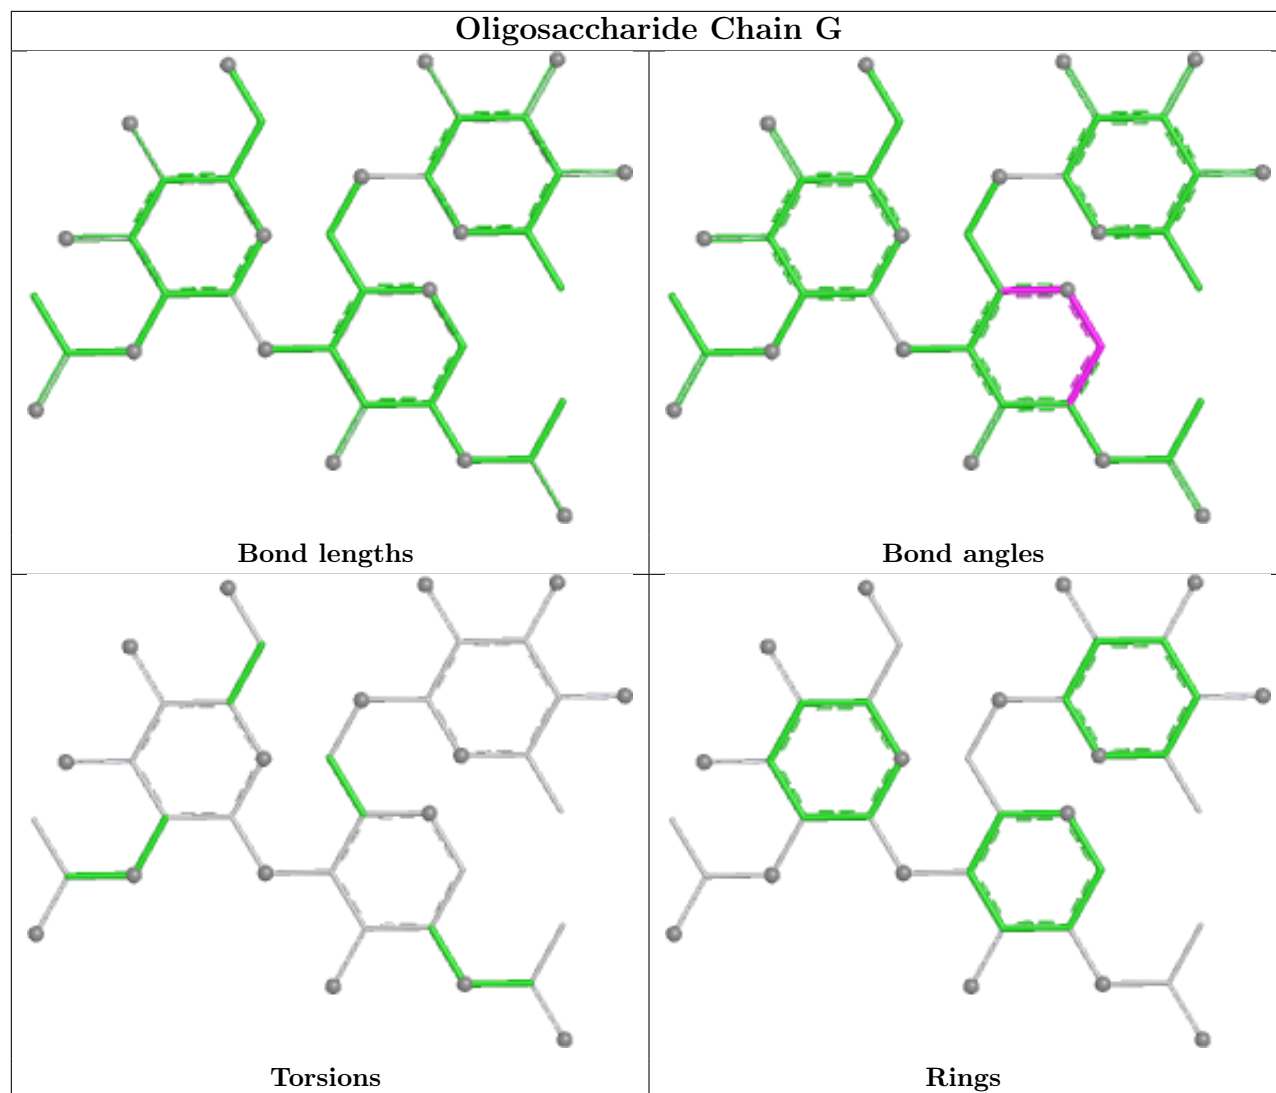 Oligosaccharide Chain G
Bond lengths
Bond angles
Torsions
Rings